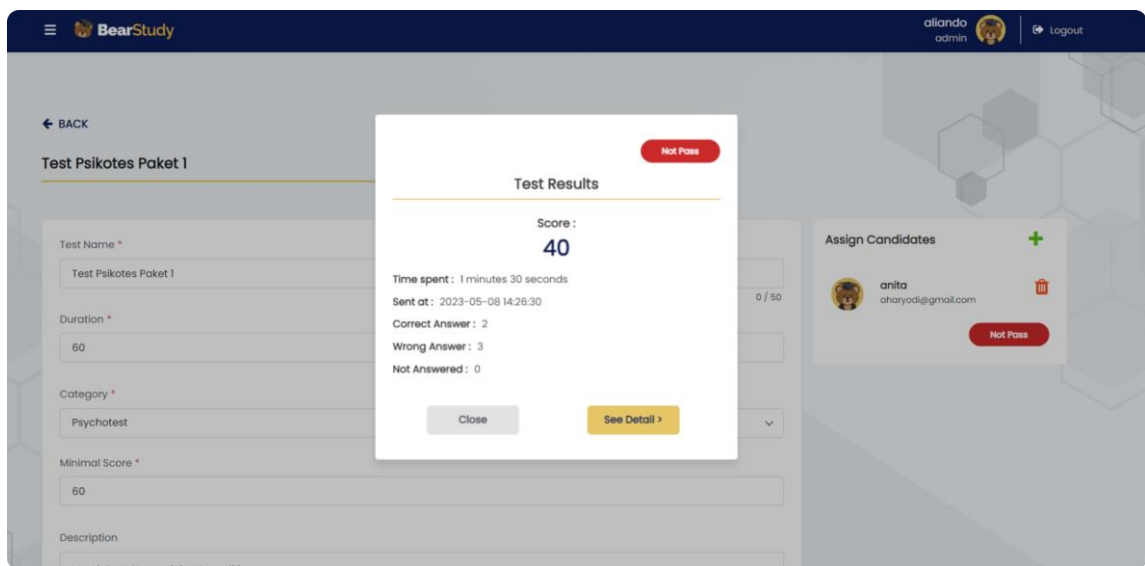 BearStudy
aliando
admin
Logout
BACK
Test Psikotes Paket 1
Not Pass
Test Results
Score :
40
Time spent : 1 minutes 30 seconds
Sent at : 2023-05-08 14:26:30
Correct Answer : 2
Wrong Answer : 3
Not Answered : 0
Close
See Detail >
Test Name *
Test Psikotes Paket 1
0 / 50
Duration *
60
Category *
Psychotest
Minimal Score *
60
Description
Assign Candidates
anita
aharyodi@gmail.com
Not Pass